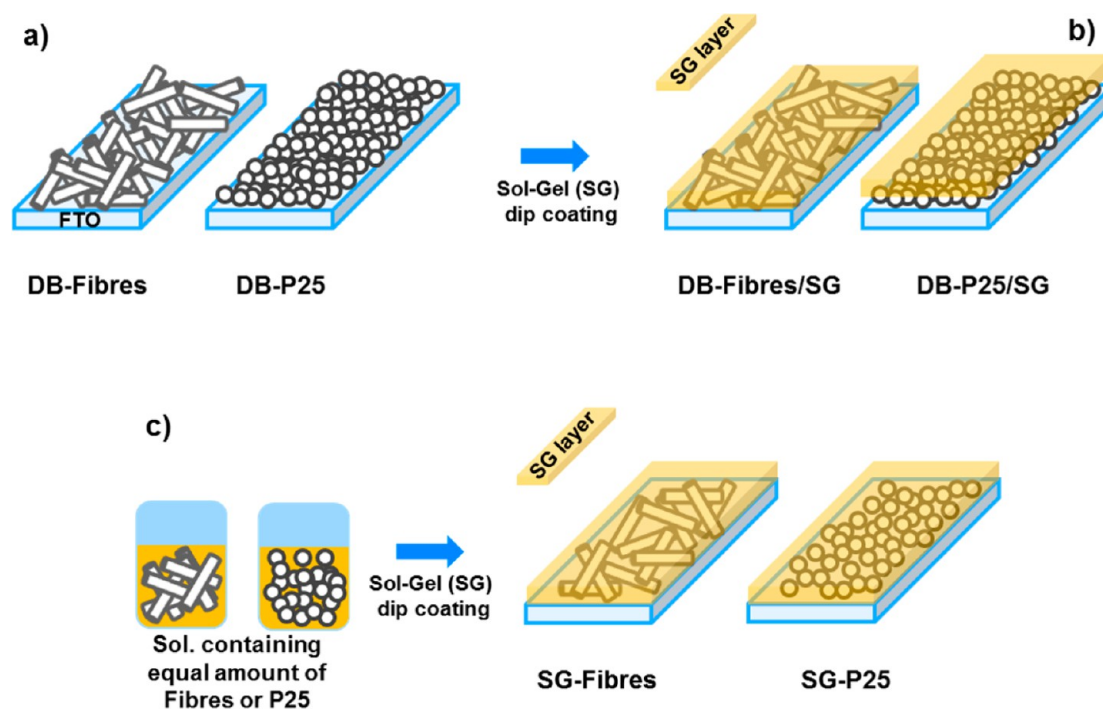 a)
FTO
DB-Fibres
DB-P25
Sol-Gel (SG)
dip coating
b)
SG layer
DB-Fibres/SG
DB-P25/SG
c)
Sol. containing
equal amount of
Fibres or P25
Sol-Gel (SG)
dip coating
SG layer
SG-Fibres
SG-P25